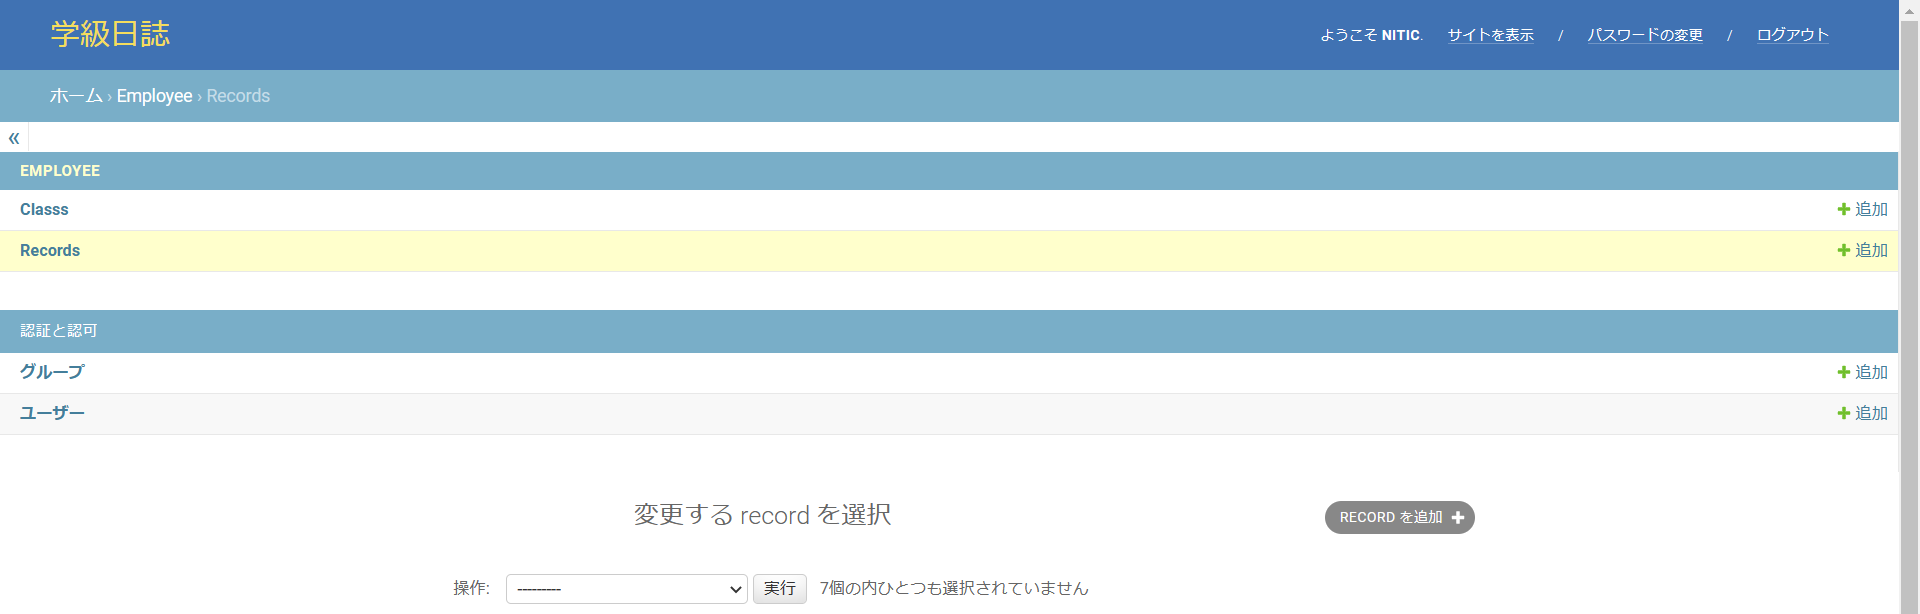 学級日誌
ようこそ NITIC. サイトを表示 / パスワードの変更 / ログアウト
ホーム › Employee › Records
«
EMPLOYEE
Classs 追加
Records 追加
認証と認可
グループ 追加
ユーザー 追加
変更する record を選択
RECORD を追加
操作: --------- 実行 7個の内ひとつも選択されていません